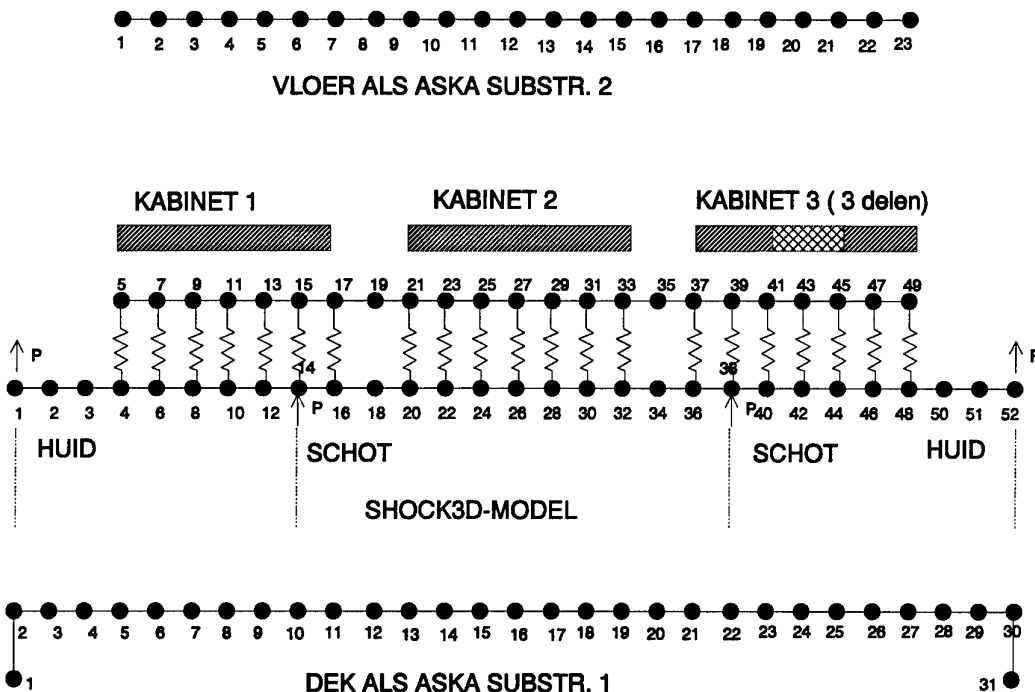 1 2 3 4 5 6 7 8 9 10 11 12 13 14 15 16 17 18 19 20 21 22 23
VLOER ALS ASKA SUBSTR. 2
KABINET 1 KABINET 2 KABINET 3 ( 3 delen)
5 7 9 11 13 15 17 19 21 23 25 27 29 31 33 35 37 39 41 43 45 47 49
P P
14 38
1 2 3 4 6 8 10 12 P 16 18 20 22 24 26 28 30 32 34 36 P 40 42 44 46 48 50 51 52
HUID SCHOT SCHOT HUID
SHOCK3D-MODEL
2 3 4 5 6 7 8 9 10 11 12 13 14 15 16 17 18 19 20 21 22 23 24 25 26 27 28 29 30
1 31
DEK ALS ASKA SUBSTR. 1